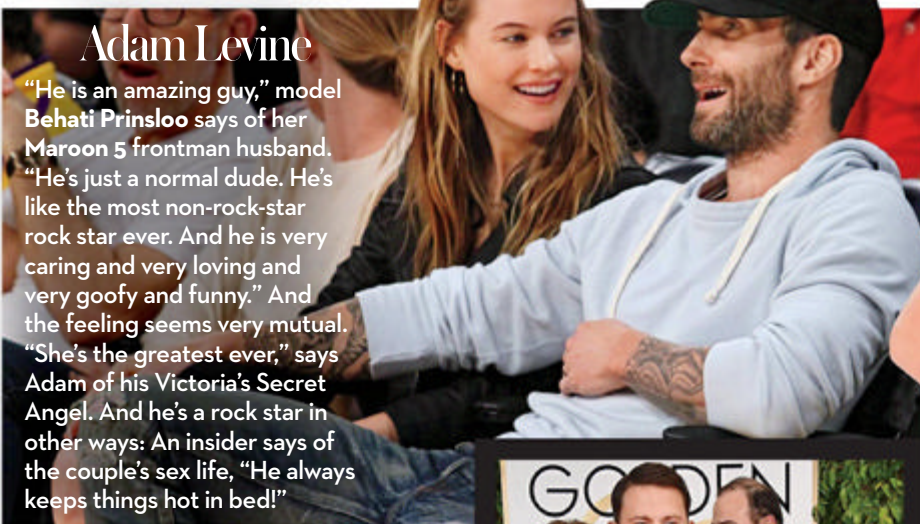 Adam Levine
“He is an amazing guy,” model
Behati Prinsloo says of her
Maroon 5 frontman husband.
“He’s just a normal dude. He’s
like the most non-rock-star
rock star ever. And he is very
caring and very loving and
very goofy and funny.” And
the feeling seems very mutual.
“She’s the greatest ever,” says
Adam of his Victoria’s Secret
Angel. And he’s a rock star in
other ways: An insider says of
the couple’s sex life, “He always
keeps things hot in bed!”
GOLDEN